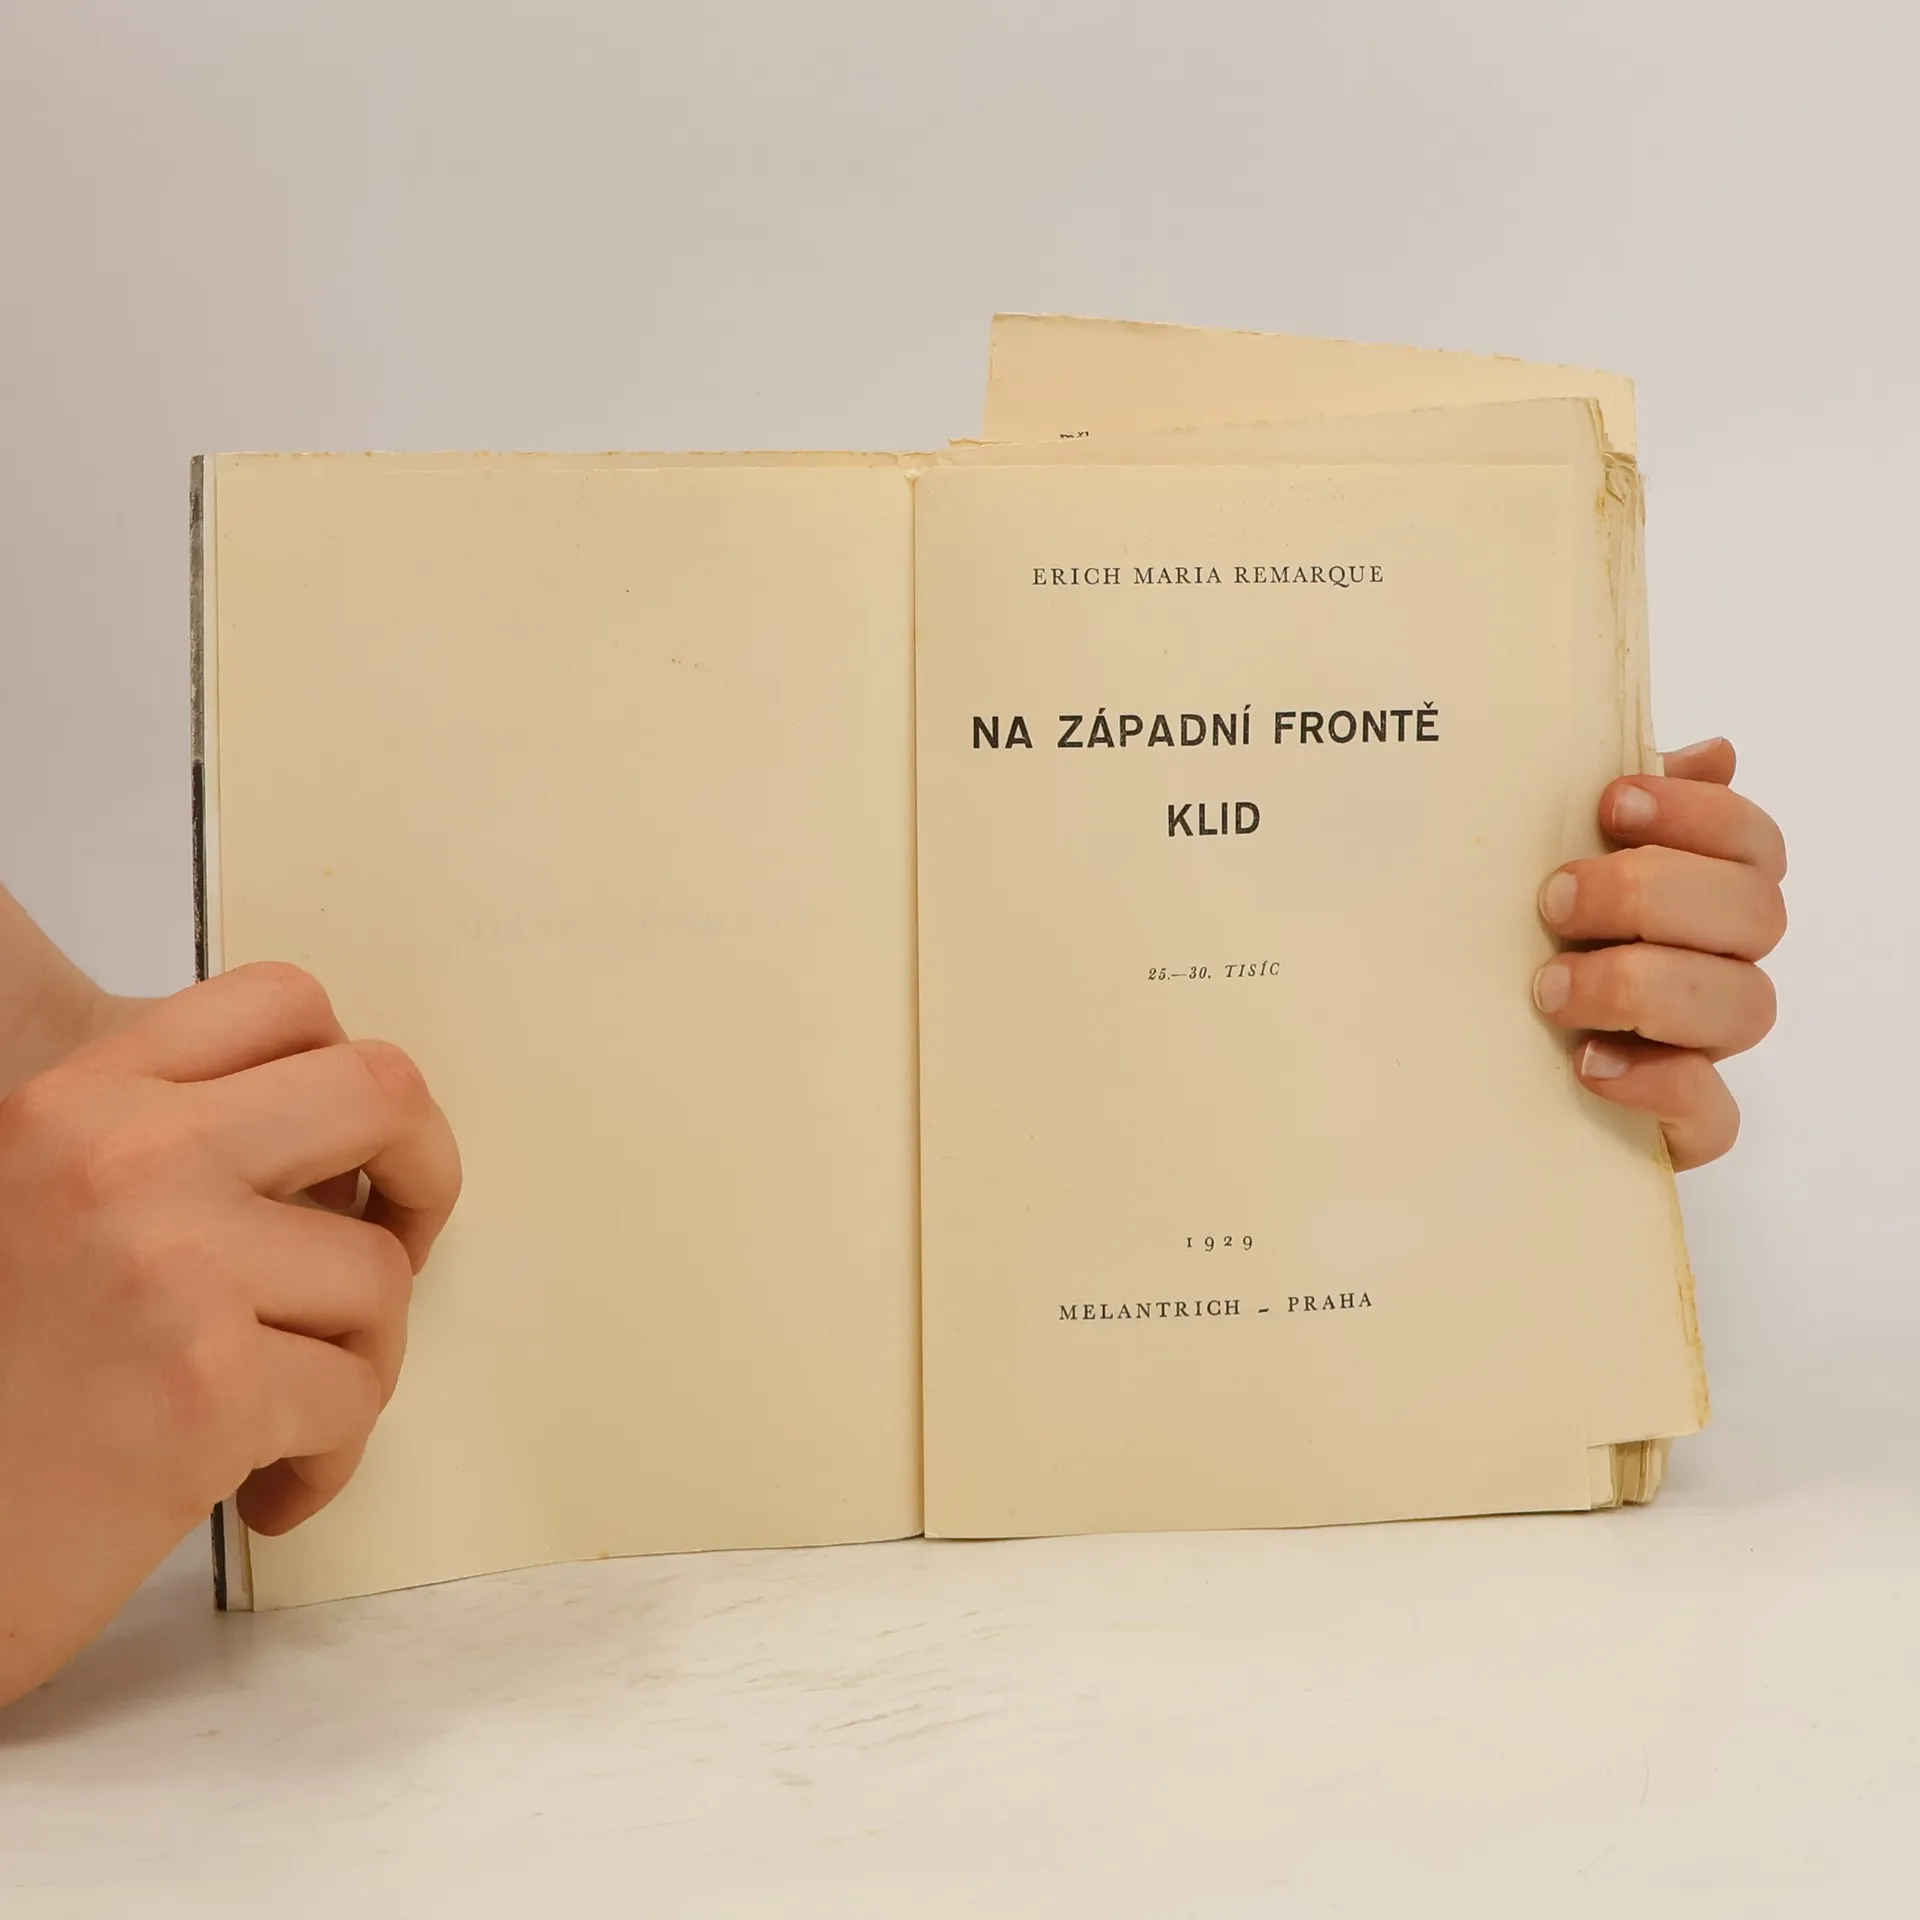 ERICH MARIA REMARQUE
NA ZÁPADNÍ FRONTĚ
KLID
25.—30. TISÍC
1929
MELANTRICH - PRAHA